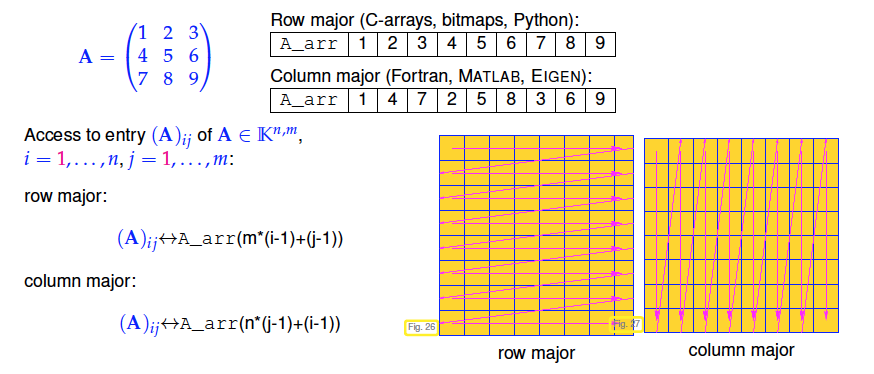 Row major (C-arrays, bitmaps, Python):
A_arr 1 2 3 4 5 6 7 8 9
Column major (Fortran, MATLAB, EIGEN):
A_arr 1 4 7 2 5 8 3 6 9
A =
1 2 3
4 5 6
7 8 9
Access to entry (A)ij of A ∈ 𝕂n,m,
i = 1,...,n, j = 1,...,m:
row major:
(A)ij↔A_arr(m*(i-1)+(j-1))
column major:
(A)ij↔A_arr(n*(j-1)+(i-1))
Fig. 26
row major
Fig. 27
column major